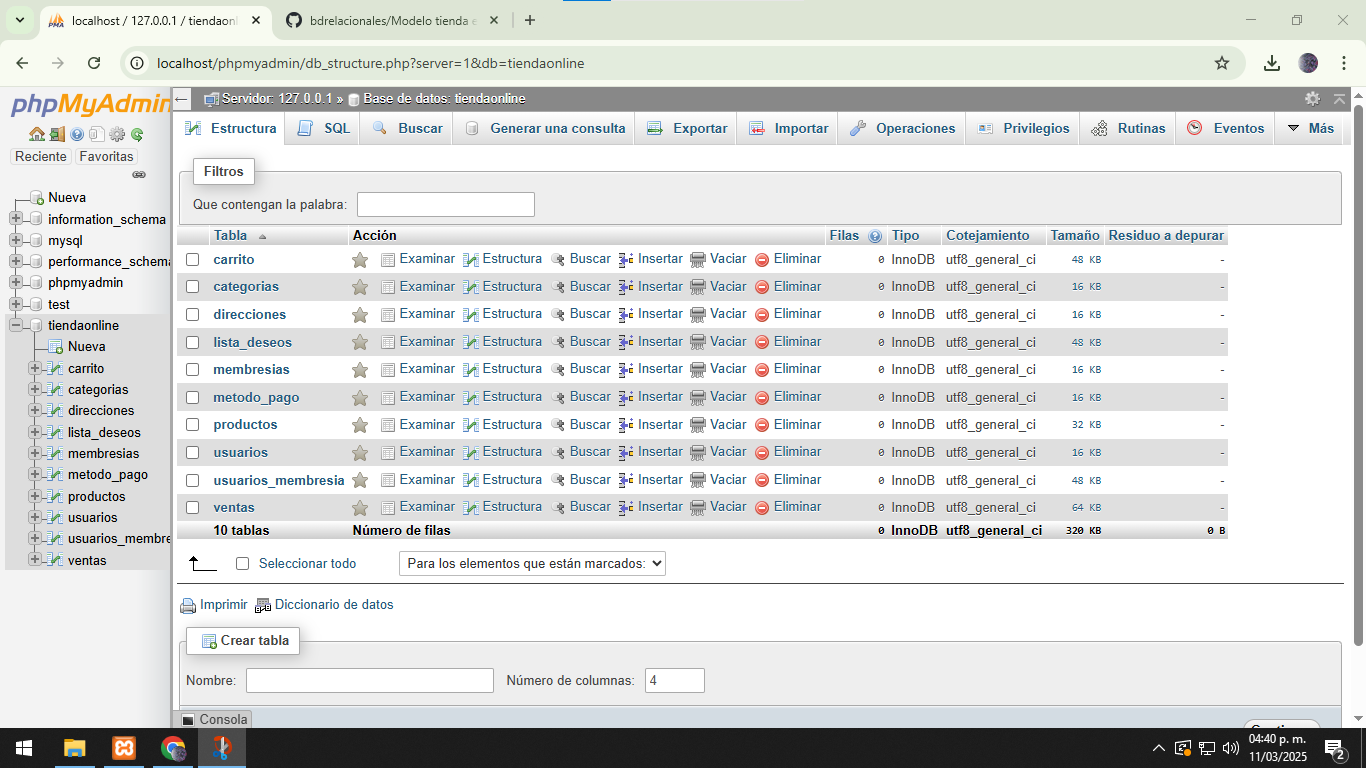 localhost / 127.0.0.1 / tiendaonl
bdrelacionales/Modelo tienda e
localhost/phpmyadmin/db_structure.php?server=1&db=tiendaonline
phpMyAdmin
Reciente Favoritas
Nueva
information_schema
mysql
performance_schema
phpmyadmin
test
tiendaonline
Nueva
carrito
categorias
direcciones
lista_deseos
membresias
metodo_pago
productos
usuarios
usuarios_membre
ventas
Servidor: 127.0.0.1 » Base de datos: tiendaonline
Estructura SQL Buscar Generar una consulta Exportar Importar Operaciones Privilegios Rutinas Eventos Más
Filtros
Que contengan la palabra:
Tabla Acción Filas Tipo Cotejamiento Tamaño Residuo a depurar
carrito Examinar Estructura Buscar Insertar Vaciar Eliminar 0 InnoDB utf8_general_ci 48 KB -
categorias Examinar Estructura Buscar Insertar Vaciar Eliminar 0 InnoDB utf8_general_ci 16 KB -
direcciones Examinar Estructura Buscar Insertar Vaciar Eliminar 0 InnoDB utf8_general_ci 16 KB -
lista_deseos Examinar Estructura Buscar Insertar Vaciar Eliminar 0 InnoDB utf8_general_ci 48 KB -
membresias Examinar Estructura Buscar Insertar Vaciar Eliminar 0 InnoDB utf8_general_ci 16 KB -
metodo_pago Examinar Estructura Buscar Insertar Vaciar Eliminar 0 InnoDB utf8_general_ci 16 KB -
productos Examinar Estructura Buscar Insertar Vaciar Eliminar 0 InnoDB utf8_general_ci 32 KB -
usuarios Examinar Estructura Buscar Insertar Vaciar Eliminar 0 InnoDB utf8_general_ci 16 KB -
usuarios_membresia Examinar Estructura Buscar Insertar Vaciar Eliminar 0 InnoDB utf8_general_ci 48 KB -
ventas Examinar Estructura Buscar Insertar Vaciar Eliminar 0 InnoDB utf8_general_ci 64 KB -
10 tablas Número de filas 0 InnoDB utf8_general_ci 320 KB 0 B
Seleccionar todo Para los elementos que están marcados:
Imprimir Diccionario de datos
Crear tabla
Nombre: Número de columnas: 4
Consola
04:40 p. m.
11/03/2025
2